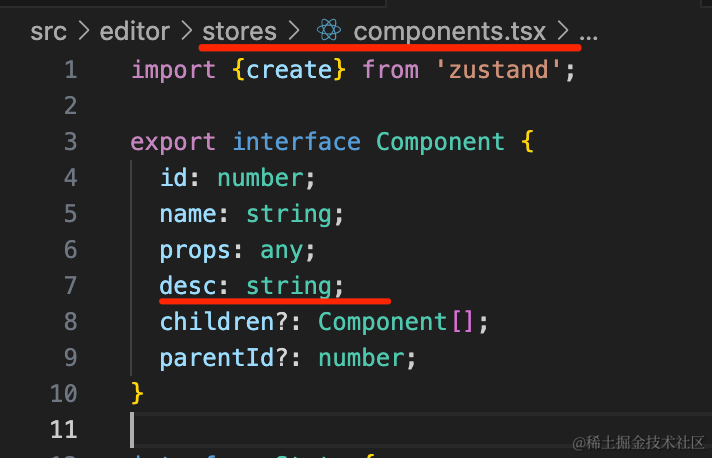 src > editor > stores > components.tsx > ...
1 import {create} from 'zustand';
2
3 export interface Component {
4 id: number;
5 name: string;
6 props: any;
7 desc: string;
8 children?: Component[];
9 parentId?: number;
10 }
11
@稀土掘金技术社区